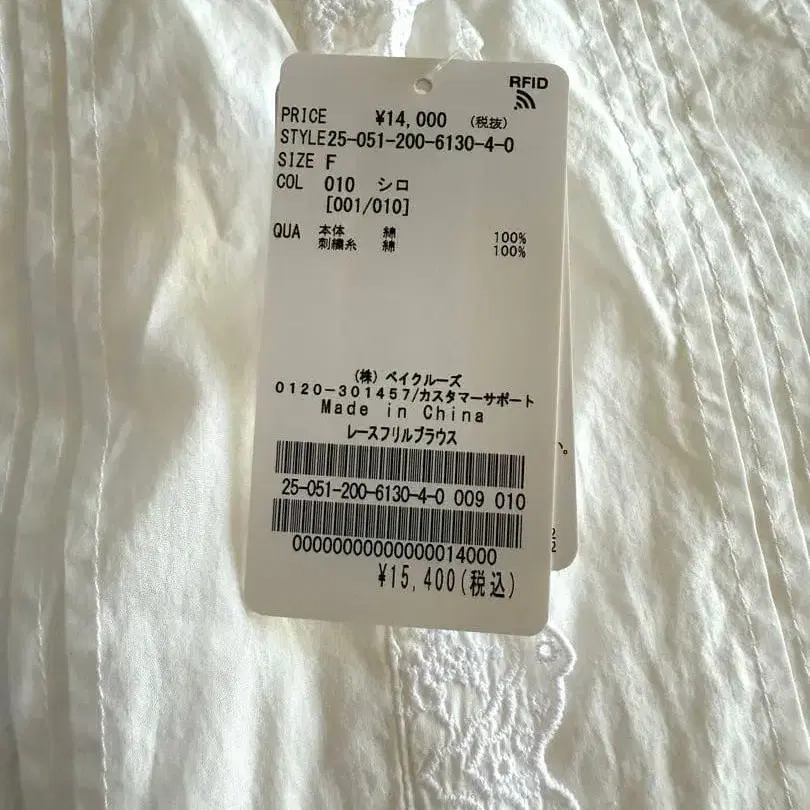 RFID
PRICE ¥14,000 (税抜)
STYLE25-051-200-6130-4-0
SIZE F
COL 010 シロ
[001/010]
QUA 本体 綿 100%
刺繍糸 綿 100%
(株) ベイクルーズ
0120-301457/カスタマーサポート
Made in China
レースフリルブラウス
25-051-200-6130-4-0 009 010
00000000000000014000
¥15,400(税込)